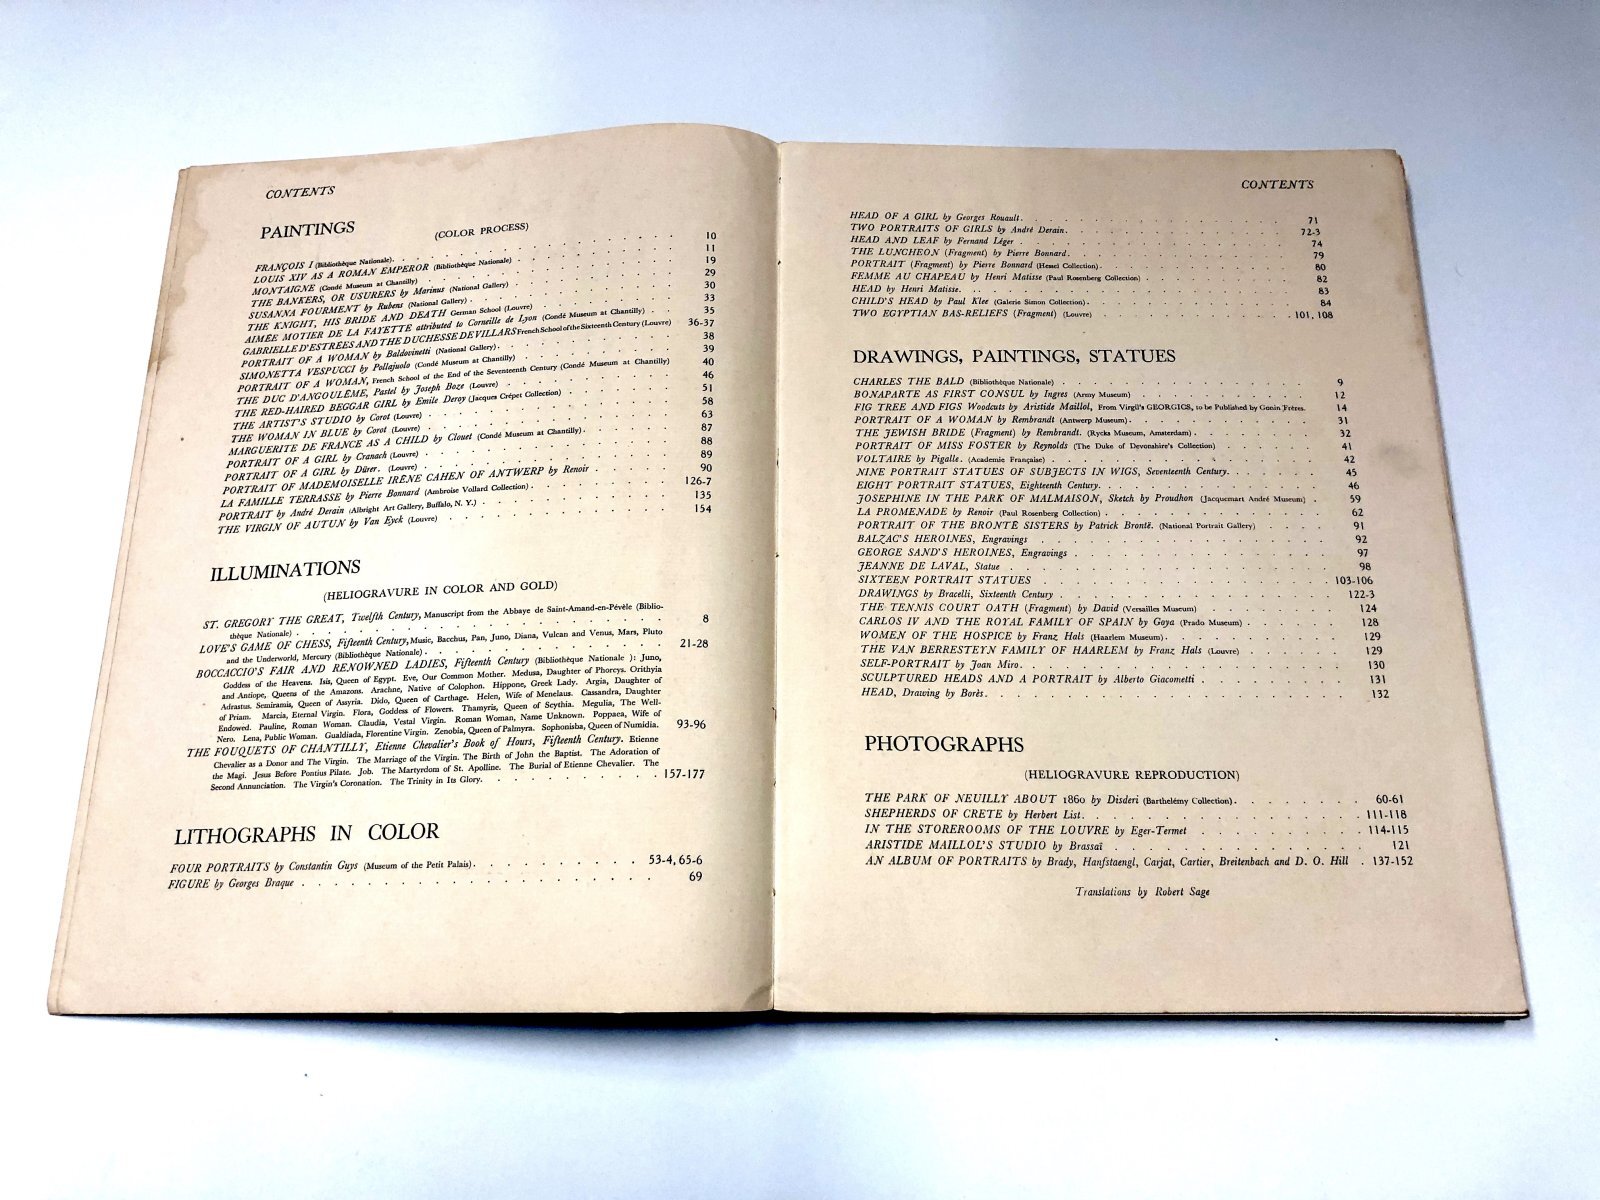 CONTENTS
PAINTINGS
(COLOR PROCESS)
FRANÇOIS I (Bibliothèque Nationale). 10
LOUIS XIV AS A ROMAN EMPEROR (Bibliothèque Nationale) 11
MONTAIGNE (Condé Museum at Chantilly) 19
THE BANKERS, OR USURERS by Marinus (National Gallery) 29
SUSANNA FOURMENT by Rubens (National Gallery) 30
THE KNIGHT, HIS BRIDE AND DEATH German School (Louvre) 33
AIMEE MOTIER DE LA FAYETTE attributed to Corneille de Lyon (Condé Museum at Chantilly) 35
GABRIELLE D'ESTRÉES AND THE DUCHESSE DE VILLARS French School of the Sixteenth Century (Louvre) 36-37
PORTRAIT OF A WOMAN by Baldovinetti (National Gallery) 38
SIMONETTA VESPUCCI by Pollajuolo (Condé Museum at Chantilly) 39
PORTRAIT OF A WOMAN, French School of the End of the Seventeenth Century (Condé Museum at Chantilly) 40
THE DUC D'ANGOULÊME, Pastel by Joseph Boze (Louvre) 46
THE RED-HAIRED BEGGAR GIRL by Emile Deroy (Jacques Crépet Collection) 51
THE ARTIST'S STUDIO by Corot (Louvre) 58
THE WOMAN IN BLUE by Corot (Louvre) 63
MARGUERITE DE FRANCE AS A CHILD by Clouet (Condé Museum at Chantilly) 87
PORTRAIT OF A GIRL by Cranach (Louvre) 88
PORTRAIT OF A GIRL by Dürer. (Louvre) 89
PORTRAIT OF MADEMOISELLE IRÈNE CAHEN OF ANTWERP by Renoir 90
LA FAMILLE TERRASSE by Pierre Bonnard (Ambroise Vollard Collection) 126-7
PORTRAIT by André Derain (Albright Art Gallery, Buffalo, N. Y.) 135
THE VIRGIN OF AUTUN by Van Eyck (Louvre) 154
ILLUMINATIONS
(HELIOGRAVURE IN COLOR AND GOLD)
ST. GREGORY THE GREAT, Twelfth Century, Manuscript from the Abbaye de Saint-Amand-en-Pévèle (Biblio-
thèque Nationale) 8
LOVE'S GAME OF CHESS, Fifteenth Century, Music, Bacchus, Pan, Juno, Diana, Vulcan and Venus, Mars, Pluto
and the Underworld, Mercury (Bibliothèque Nationale) 21-28
BOCCACCIO'S FAIR AND RENOWNED LADIES, Fifteenth Century (Bibliothèque Nationale ): Juno,
Goddess of the Heavens. Isis, Queen of Egypt. Eve, Our Common Mother. Medusa, Daughter of Phorcys. Orithyia
and Antiope, Queens of the Amazons. Arachne, Native of Colophon. Hippone, Greek Lady. Argia, Daughter of
Adrastus. Semiramis, Queen of Assyria. Dido, Queen of Carthage. Helen, Wife of Menelaus. Cassandra, Daughter
of Priam. Marcia, Eternal Virgin. Flora, Goddess of Flowers. Thamyris, Queen of Scythia. Megulia, The Well-
Endowed. Pauline, Roman Woman. Claudia, Vestal Virgin. Roman Woman, Name Unknown. Poppaea, Wife of
Nero. Lena, Public Woman. Gualdiada, Florentine Virgin. Zenobia, Queen of Palmyra. Sophonisba, Queen of Numidia. 93-96
THE FOUQUETS OF CHANTILLY, Etienne Chevalier's Book of Hours, Fifteenth Century. Etienne
Chevalier as a Donor and The Virgin. The Marriage of the Virgin. The Birth of John the Baptist. The Adoration of
the Magi. Jesus Before Pontius Pilate. Job. The Martyrdom of St. Apolline. The Burial of Etienne Chevalier. The
Second Annunciation. The Virgin's Coronation. The Trinity in Its Glory. 157-177
LITHOGRAPHS IN COLOR
FOUR PORTRAITS by Constantin Guys (Museum of the Petit Palais) 53-4, 65-6
FIGURE by Georges Braque 69
CONTENTS
HEAD OF A GIRL by Georges Rouault. 71
TWO PORTRAITS OF GIRLS by André Derain. 72-3
HEAD AND LEAF by Fernand Léger 74
THE LUNCHEON (Fragment) by Pierre Bonnard. 79
PORTRAIT (Fragment) by Pierre Bonnard (Hessel Collection) 80
FEMME AU CHAPEAU by Henri Matisse (Paul Rosenberg Collection) 82
HEAD by Henri Matisse. 83
CHILD'S HEAD by Paul Klee (Galerie Simon Collection) 84
TWO EGYPTIAN BAS-RELIEFS (Fragment) (Louvre) 101, 108
DRAWINGS, PAINTINGS, STATUES
CHARLES THE BALD (Bibliothèque Nationale) 9
BONAPARTE AS FIRST CONSUL by Ingres (Army Museum) 12
FIG TREE AND FIGS Woodcuts by Aristide Maillol, From Virgil's GEORGICS, to be Published by Gonin Frères. 14
PORTRAIT OF A WOMAN by Rembrandt (Antwerp Museum) 31
THE JEWISH BRIDE (Fragment) by Rembrandt. (Rycks Museum, Amsterdam) 32
PORTRAIT OF MISS FOSTER by Reynolds (The Duke of Devonshire's Collection) 41
VOLTAIRE by Pigalle. (Academie Française) 42
NINE PORTRAIT STATUES OF SUBJECTS IN WIGS, Seventeenth Century. 45
EIGHT PORTRAIT STATUES, Eighteenth Century. 46
JOSEPHINE IN THE PARK OF MALMAISON, Sketch by Proudhon (Jacquemart André Museum) 59
LA PROMENADE by Renoir (Paul Rosenberg Collection) 62
PORTRAIT OF THE BRONTË SISTERS by Patrick Brontë. (National Portrait Gallery) 91
BALZAC'S HEROINES, Engravings 92
GEORGE SAND'S HEROINES, Engravings 97
JEANNE DE LAVAL, Statue 98
SIXTEEN PORTRAIT STATUES 103-106
DRAWINGS by Bracelli, Sixteenth Century 122-3
THE TENNIS COURT OATH (Fragment) by David (Versailles Museum) 124
CARLOS IV AND THE ROYAL FAMILY OF SPAIN by Goya (Prado Museum) 128
WOMEN OF THE HOSPICE by Franz Hals (Haarlem Museum) 129
THE VAN BERRESTEYN FAMILY OF HAARLEM by Franz Hals (Louvre) 129
SELF-PORTRAIT by Joan Miro 130
SCULPTURED HEADS AND A PORTRAIT by Alberto Giacometti 131
HEAD, Drawing by Borès. 132
PHOTOGRAPHS
(HELIOGRAVURE REPRODUCTION)
THE PARK OF NEUILLY ABOUT 1860 by Disderi (Barthelémy Collection) 60-61
SHEPHERDS OF CRETE by Herbert List. 111-118
IN THE STOREROOMS OF THE LOUVRE by Eger-Termet 114-115
ARISTIDE MAILLOL'S STUDIO by Brassaï 121
AN ALBUM OF PORTRAITS by Brady, Hanfstaengl, Carjat, Cartier, Breitenbach and D. O. Hill 137-152
Translations by Robert Sage